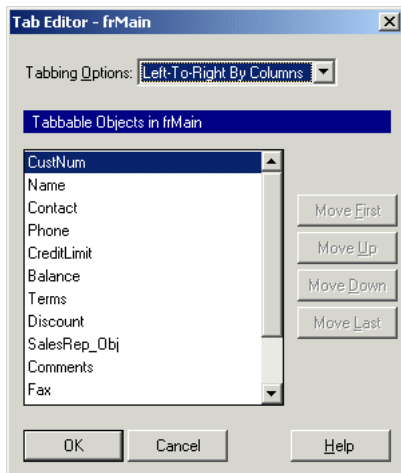 Tab Editor - frMain
Tabbing Options: Left-To-Right By Columns
Tabbable Objects in frMain
CustNum
Name
Contact
Phone
CreditLimit
Balance
Terms
Discount
SalesRep_Obj
Comments
Fax
Move First
Move Up
Move Down
Move Last
OK Cancel Help